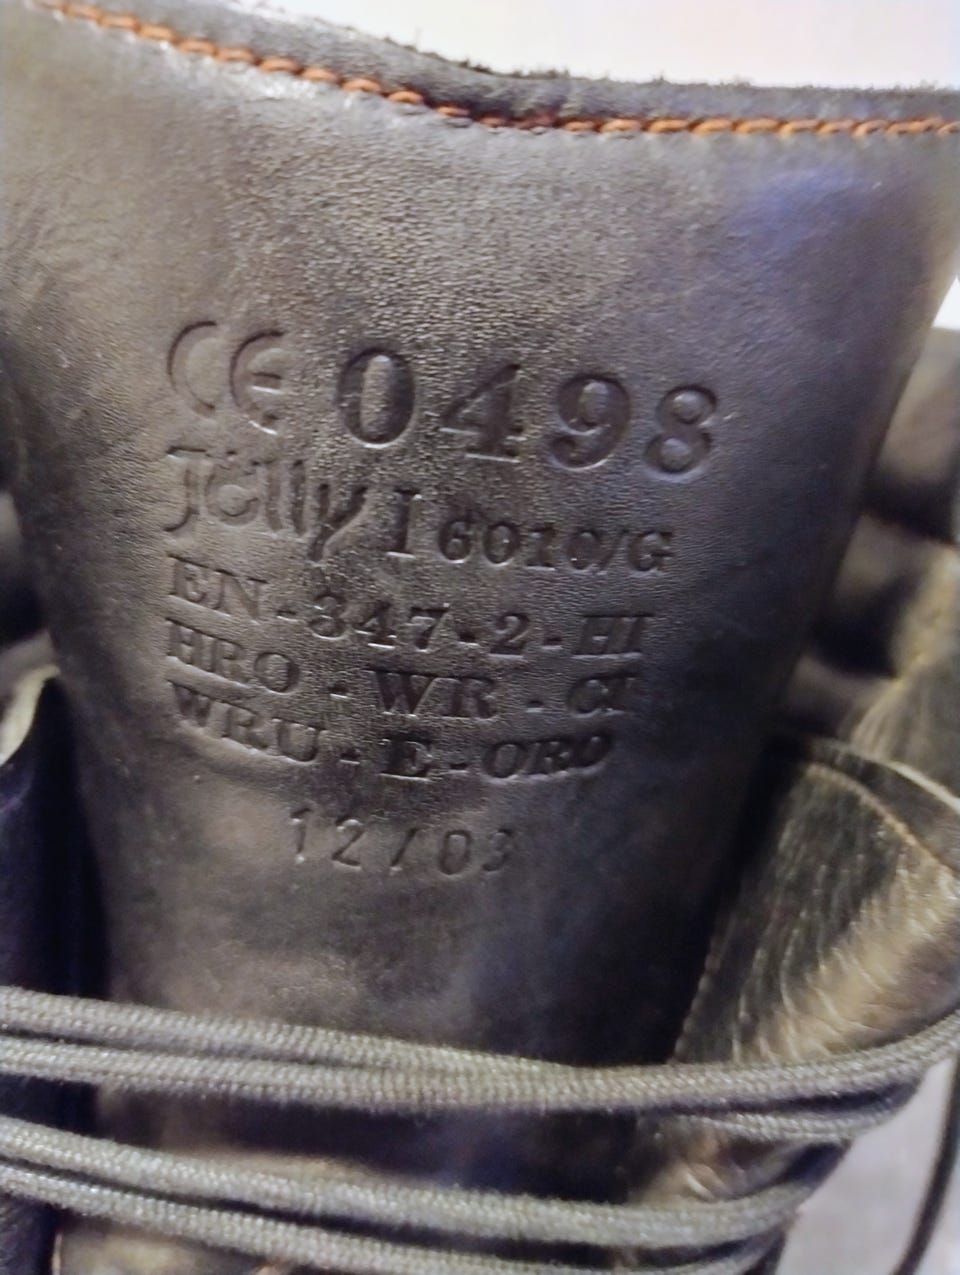 CE 0498
Jolly I 6010/G
EN-347-2-HI
HRO - WR - CI
WRU - E - ORO
12/03